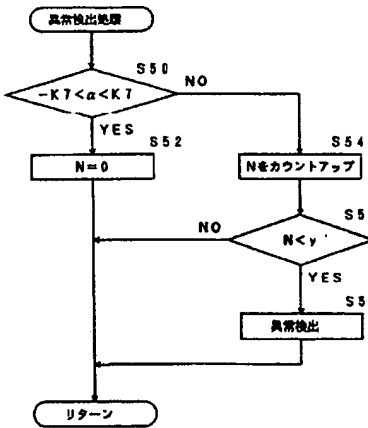 異常検出処理
S50
-K7<α<K7
NO
YES
S52
N=0
S54
Nをカウントアップ
S5
N<y
NO
YES
S5
異常検出
リターン